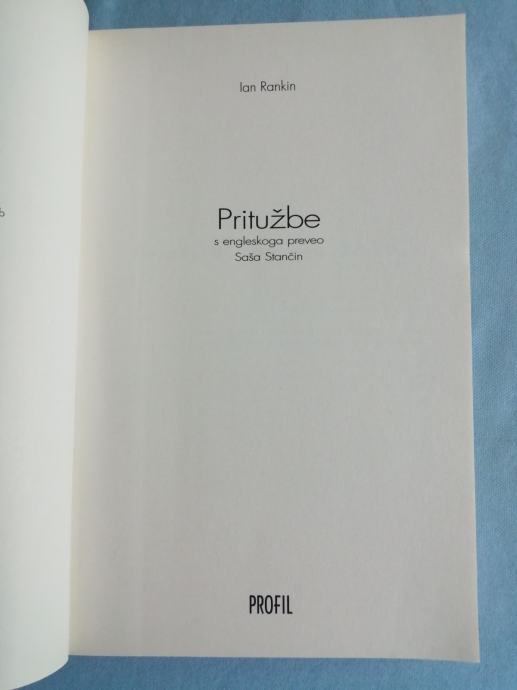 Ian Rankin
Pritužbe
s engleskoga preveo
Saša Stančin
PROFIL